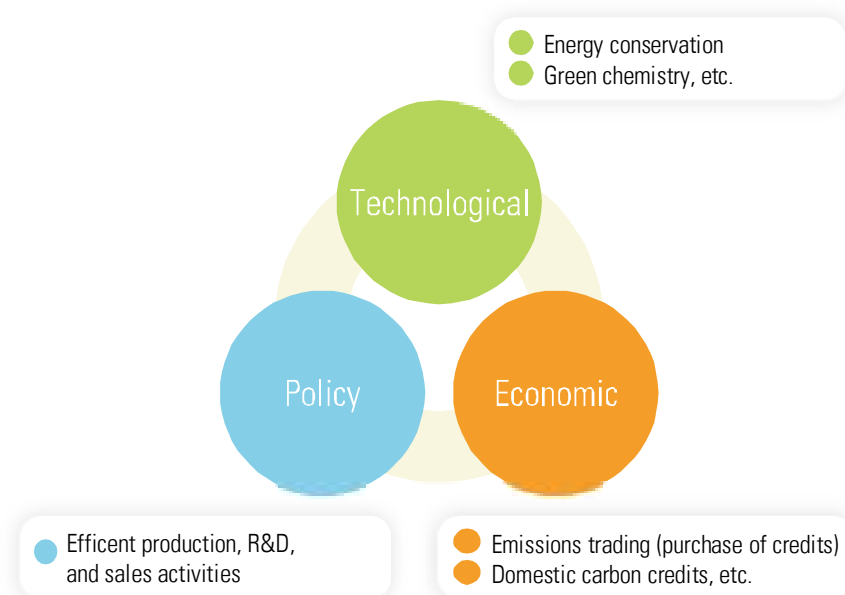 Energy conservation
Green chemistry, etc.
Technological
Policy
Economic
Efficent production, R&D,
and sales activities
Emissions trading (purchase of credits)
Domestic carbon credits, etc.